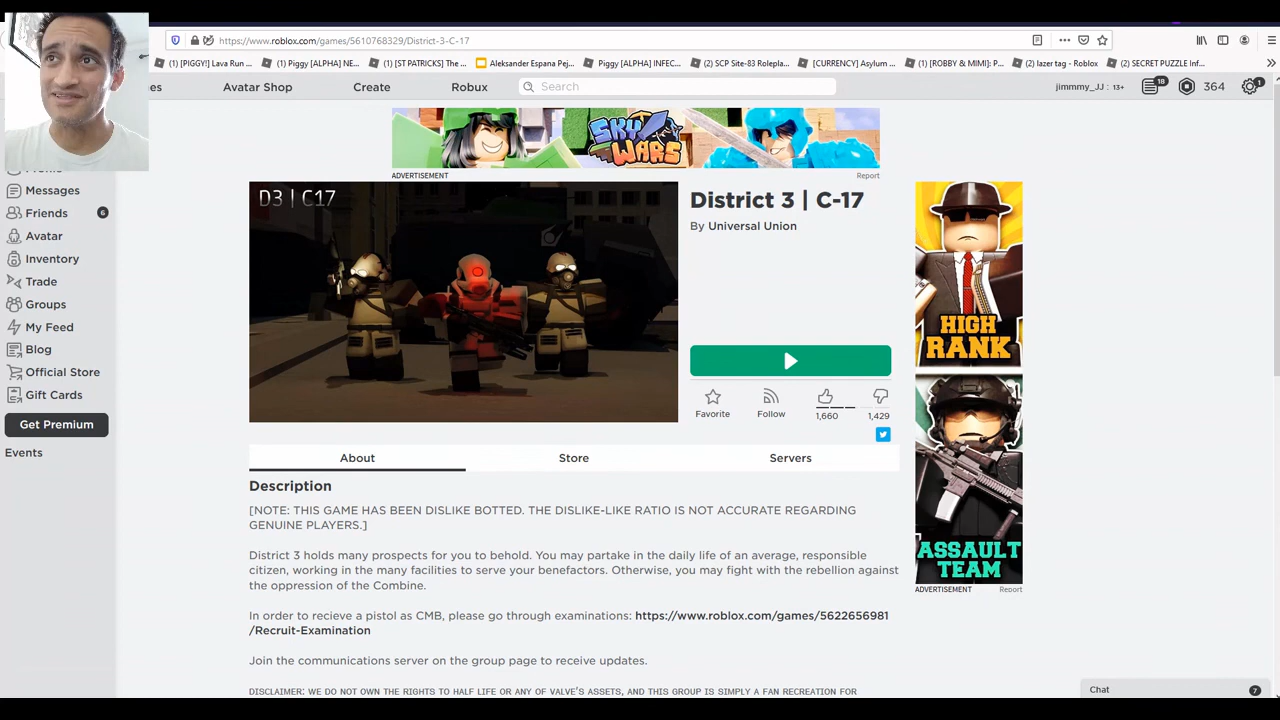 https://www.roblox.com/games/5610768329/District-3-C-17
(1) [PIGGY!] Lava Run ...
(1) Piggy [ALPHA] NE...
(1) [ST PATRICKS] The ...
Aleksander Espana Pej...
Piggy [ALPHA] INFEC...
(2) SCP Site-83 Rolepla...
[CURRENCY] Asylum ...
(1) [ROBBY & MIMI]: P...
(1) lazer tag - Roblox
(2) SECRET PUZZLE Inf...
Avatar Shop
Create
Robux
Search
jimmmy_JJ : 13+
18
364
1
SKY WARS
ADVERTISEMENT
Report
Messages
Friends
6
Avatar
Inventory
Trade
Groups
My Feed
Blog
Official Store
Gift Cards
Get Premium
Events
D3 | C17
District 3 | C-17
By Universal Union
Favorite
Follow
1,660
1,429
HIGH
RANK
ASSAULT
TEAM
ADVERTISEMENT
Report
About
Store
Servers
Description
[NOTE: THIS GAME HAS BEEN DISLIKE BOTTED. THE DISLIKE-LIKE RATIO IS NOT ACCURATE REGARDING
GENUINE PLAYERS.]
District 3 holds many prospects for you to behold. You may partake in the daily life of an average, responsible
citizen, working in the many facilities to serve your benefactors. Otherwise, you may fight with the rebellion against
the oppression of the Combine.
In order to recieve a pistol as CMB, please go through examinations: https://www.roblox.com/games/5622656981
/Recruit-Examination
Join the communications server on the group page to receive updates.
DISCLAIMER: WE DO NOT OWN THE RIGHTS TO HALF LIFE OR ANY OF VALVE'S ASSETS, AND THIS GROUP IS SIMPLY A FAN RECREATION FOR
Chat
7